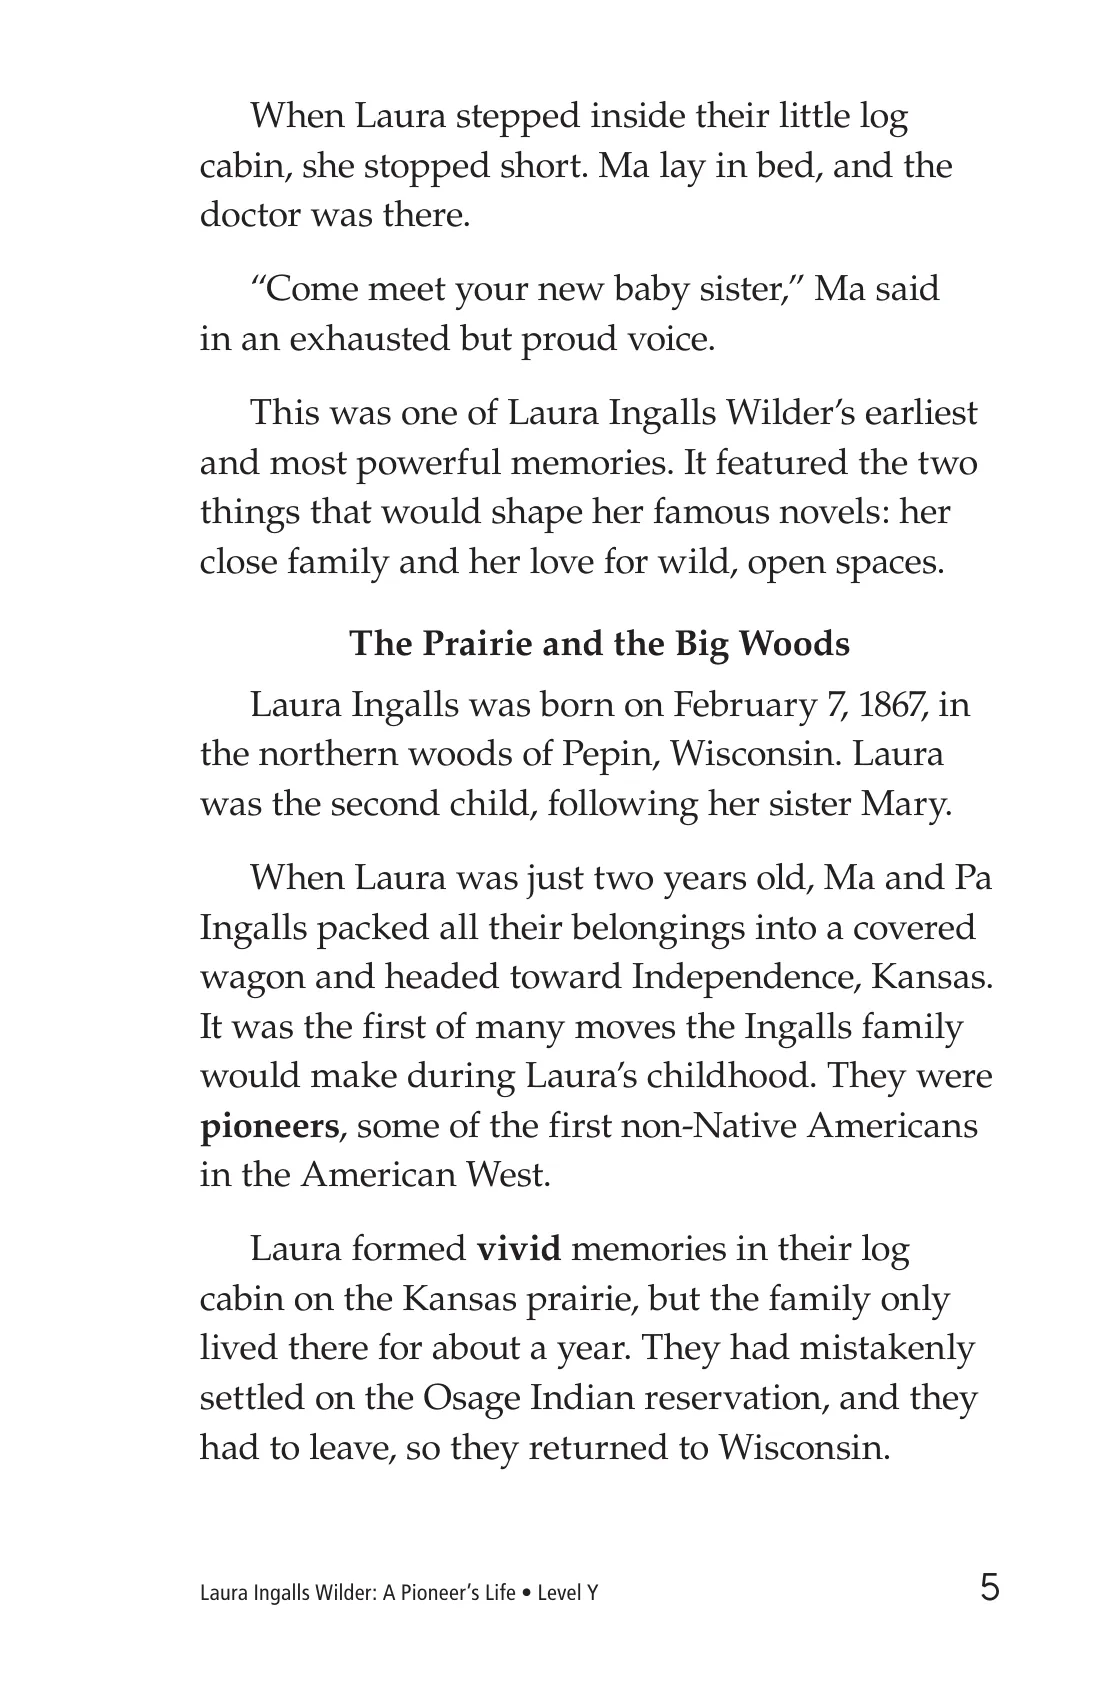 When Laura stepped inside their little log
cabin, she stopped short. Ma lay in bed, and the
doctor was there.
“Come meet your new baby sister,” Ma said
in an exhausted but proud voice.
This was one of Laura Ingalls Wilder’s earliest
and most powerful memories. It featured the two
things that would shape her famous novels: her
close family and her love for wild, open spaces.
The Prairie and the Big Woods
Laura Ingalls was born on February 7, 1867, in
the northern woods of Pepin, Wisconsin. Laura
was the second child, following her sister Mary.
When Laura was just two years old, Ma and Pa
Ingalls packed all their belongings into a covered
wagon and headed toward Independence, Kansas.
It was the first of many moves the Ingalls family
would make during Laura’s childhood. They were
pioneers, some of the first non-Native Americans
in the American West.
Laura formed vivid memories in their log
cabin on the Kansas prairie, but the family only
lived there for about a year. They had mistakenly
settled on the Osage Indian reservation, and they
had to leave, so they returned to Wisconsin.
Laura Ingalls Wilder: A Pioneer’s Life • Level Y 5